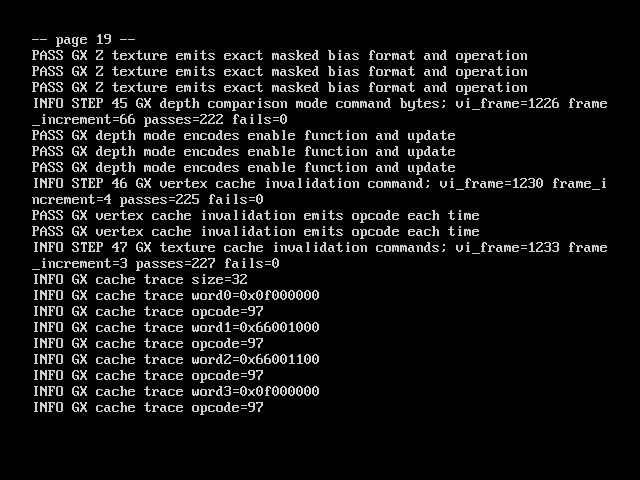 -- page 19 --
PASS GX Z texture emits exact masked bias format and operation
PASS GX Z texture emits exact masked bias format and operation
PASS GX Z texture emits exact masked bias format and operation
INFO STEP 45 GX depth comparison mode command bytes; vi_frame=1226 frame
_increment=66 passes=222 fails=0
PASS GX depth mode encodes enable function and update
PASS GX depth mode encodes enable function and update
PASS GX depth mode encodes enable function and update
INFO STEP 46 GX vertex cache invalidation command; vi_frame=1230 frame_i
ncrement=4 passes=225 fails=0
PASS GX vertex cache invalidation emits opcode each time
PASS GX vertex cache invalidation emits opcode each time
INFO STEP 47 GX texture cache invalidation commands; vi_frame=1233 frame
_increment=3 passes=227 fails=0
INFO GX cache trace size=32
INFO GX cache trace word0=0x0f000000
INFO GX cache trace opcode=97
INFO GX cache trace word1=0x66001000
INFO GX cache trace opcode=97
INFO GX cache trace word2=0x66001100
INFO GX cache trace opcode=97
INFO GX cache trace word3=0x0f000000
INFO GX cache trace opcode=97